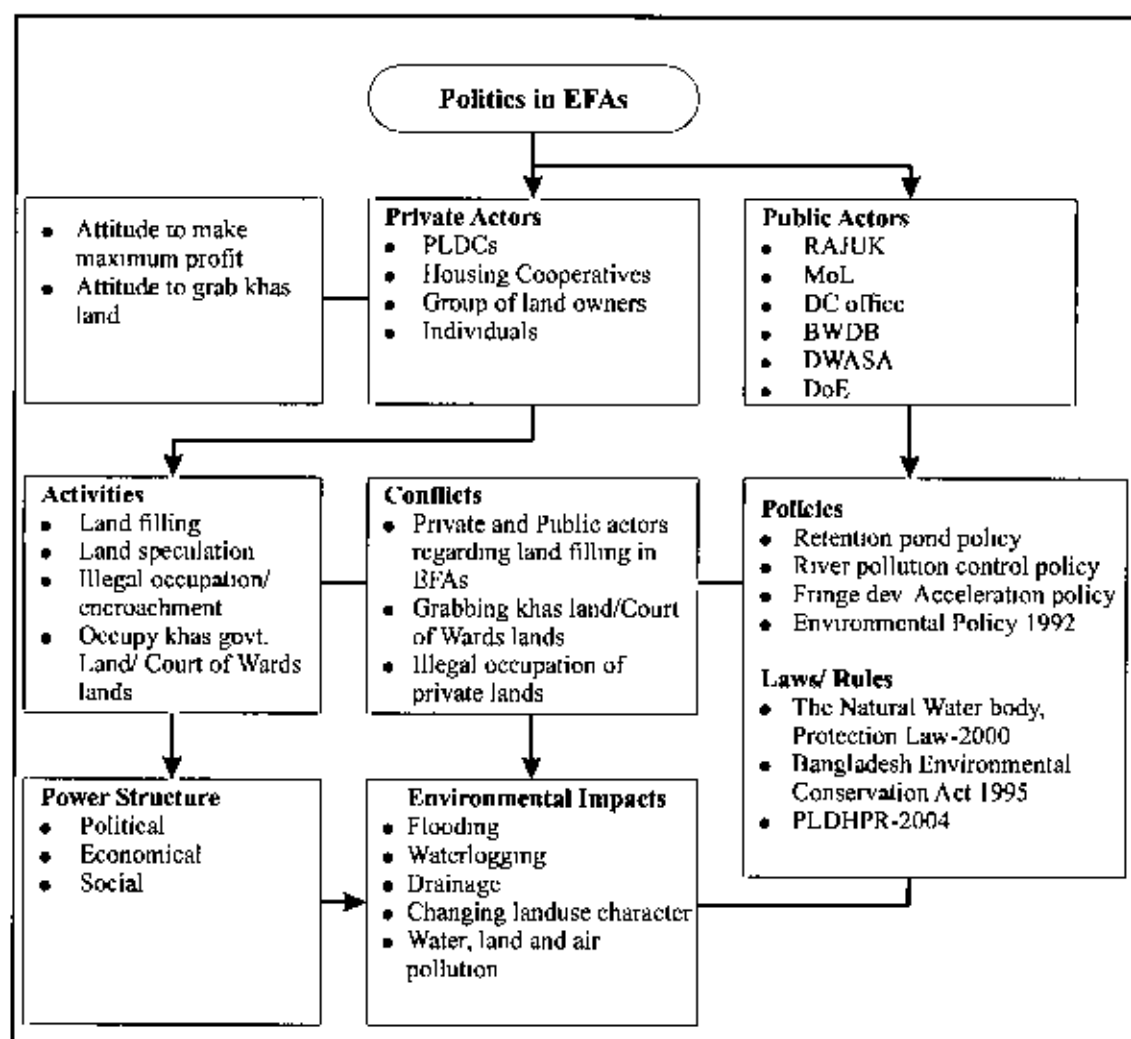 Politics in EFAs
• Attitude to make
maximum profit
• Attitude to grab khas
land
Private Actors
• PLDCs
• Housing Cooperatives
• Group of land owners
• Individuals
Public Actors
• RAJUK
• MoL
• DC office
• BWDB
• DWASA
• DoE
Activities
• Land filling
• Land speculation
• Illegal occupation/
encroachment
• Occupy khas govt.
Land/ Court of Wards
lands
Conflicts
• Private and Public actors
regarding land filling in
EFAs
• Grabbing khas land/Court
of Wards lands
• Illegal occupation of
private lands
Policies
• Retention pond policy
• River pollution control policy
• Fringe dev. Acceleration policy
• Environmental Policy 1992
Laws/ Rules
• The Natural Water body,
Protection Law-2000
• Bangladesh Environmental
Conservation Act 1995
• PLDHPR-2004
Power Structure
• Political
• Economical
• Social
Environmental Impacts
• Flooding
• Waterlogging
• Drainage
• Changing landuse character
• Water, land and air
pollution